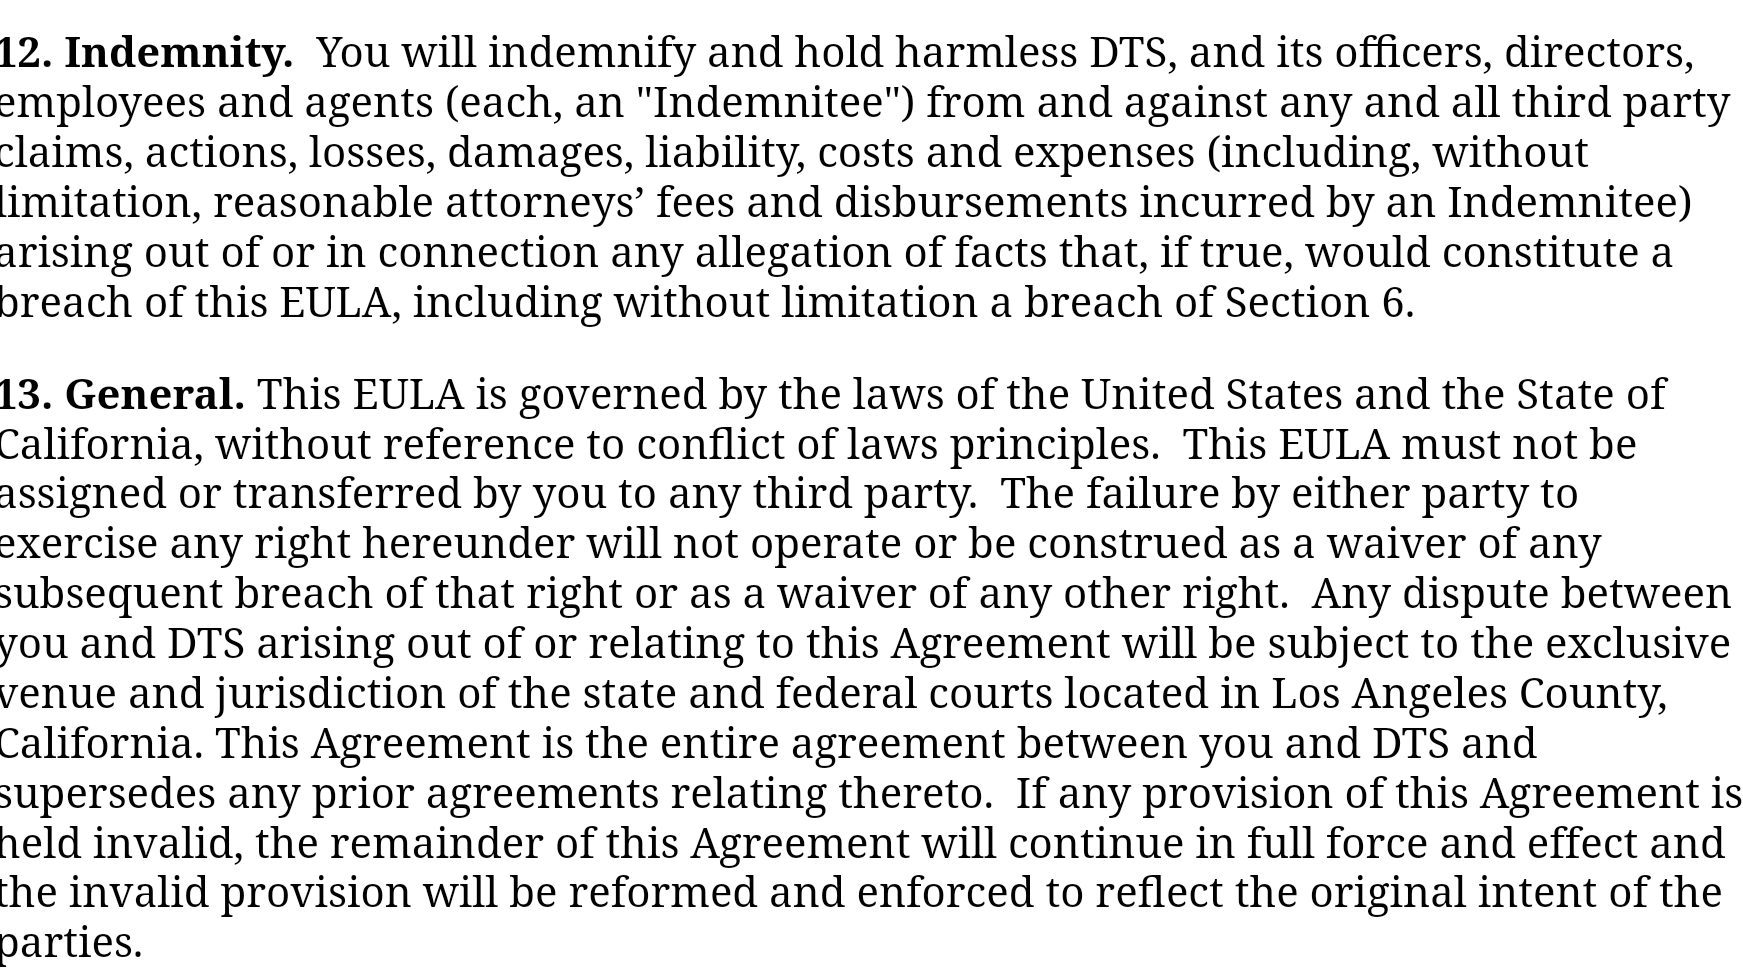 12. Indemnity.  You will indemnify and hold harmless DTS, and its officers, directors,
employees and agents (each, an "Indemnitee") from and against any and all third party
claims, actions, losses, damages, liability, costs and expenses (including, without
limitation, reasonable attorneys’ fees and disbursements incurred by an Indemnitee)
arising out of or in connection any allegation of facts that, if true, would constitute a
breach of this EULA, including without limitation a breach of Section 6.

13. General. This EULA is governed by the laws of the United States and the State of
California, without reference to conflict of laws principles.  This EULA must not be
assigned or transferred by you to any third party.  The failure by either party to
exercise any right hereunder will not operate or be construed as a waiver of any
subsequent breach of that right or as a waiver of any other right.  Any dispute between
you and DTS arising out of or relating to this Agreement will be subject to the exclusive
venue and jurisdiction of the state and federal courts located in Los Angeles County,
California. This Agreement is the entire agreement between you and DTS and
supersedes any prior agreements relating thereto.  If any provision of this Agreement is
held invalid, the remainder of this Agreement will continue in full force and effect and
the invalid provision will be reformed and enforced to reflect the original intent of the
parties.